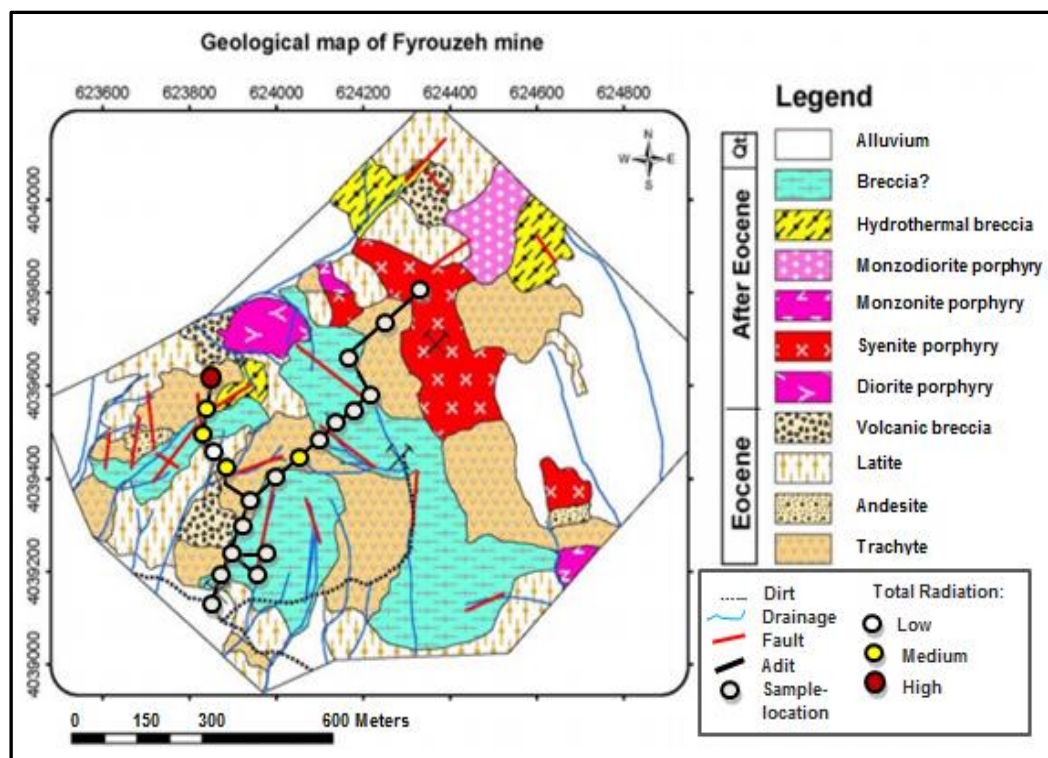 Geological map of Fyrouzeh mine
623600 623800 624000 624200 624400 624600 624800
4040000
4039800
4039600
4039400
4039200
4039000
N
W E
S
0 150 300 600 Meters
Legend
Qt.
After Eocene
Eocene
Alluvium
Breccia?
Hydrothermal breccia
Monzodiorite porphyry
Monzonite porphyry
Syenite porphyry
Diorite porphyry
Volcanic breccia
Latite
Andesite
Trachyte
Dirt
Drainage
Fault
Adit
Sample-
location
Total Radiation:
Low
Medium
High